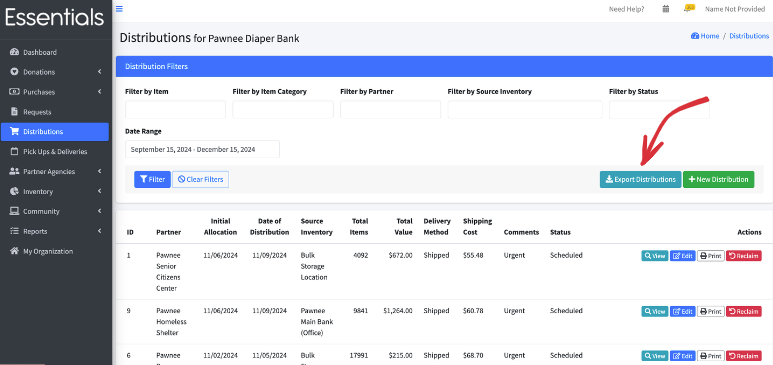 Essentials
Need Help?
Name Not Provided
Dashboard
Donations
Purchases
Requests
Distributions
Pick Ups & Deliveries
Partner Agencies
Inventory
Community
Reports
My Organization
Distributions for Pawnee Diaper Bank
Home / Distributions
Distribution Filters
Filter by Item Filter by Item Category Filter by Partner Filter by Source Inventory Filter by Status
Date Range
September 15, 2024 - December 15, 2024
Filter Clear Filters Export Distributions New Distribution
ID Partner Initial Allocation Date of Distribution Source Inventory Total Items Total Value Delivery Method Shipping Cost Comments Status Actions
1 Pawnee Senior Citizens Center 11/06/2024 11/09/2024 Bulk Storage Location 4092 $672.00 Shipped $55.48 Urgent Scheduled View Edit Print Reclaim
9 Pawnee Homeless Shelter 11/06/2024 11/09/2024 Pawnee Main Bank (Office) 9841 $1,264.00 Shipped $60.78 Urgent Scheduled View Edit Print Reclaim
6 Pawnee 11/02/2024 11/05/2024 Bulk 17991 $215.00 Shipped $68.70 Urgent Scheduled View Edit Print Reclaim